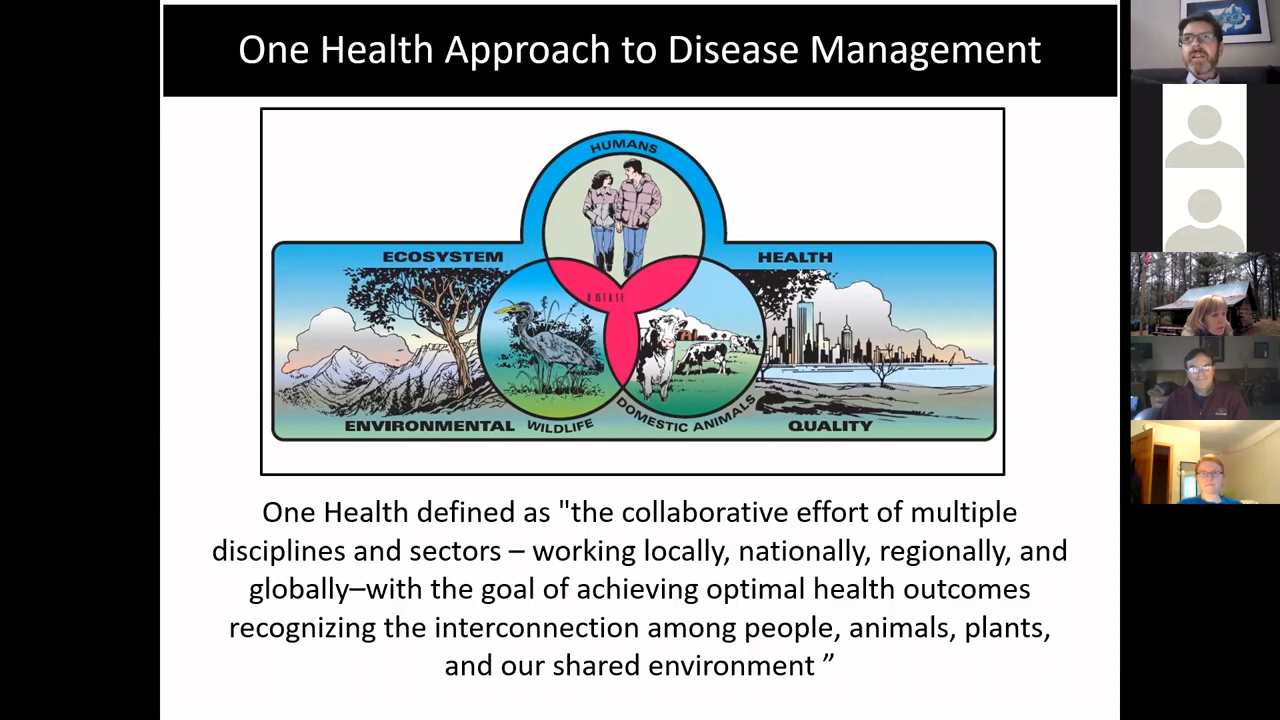 One Health Approach to Disease Management
HUMANS
ECOSYSTEM
HEALTH
DISEASE
ENVIRONMENTAL
WILDLIFE
DOMESTIC ANIMALS
QUALITY
One Health defined as "the collaborative effort of multiple
disciplines and sectors – working locally, nationally, regionally, and
globally–with the goal of achieving optimal health outcomes
recognizing the interconnection among people, animals, plants,
and our shared environment ”